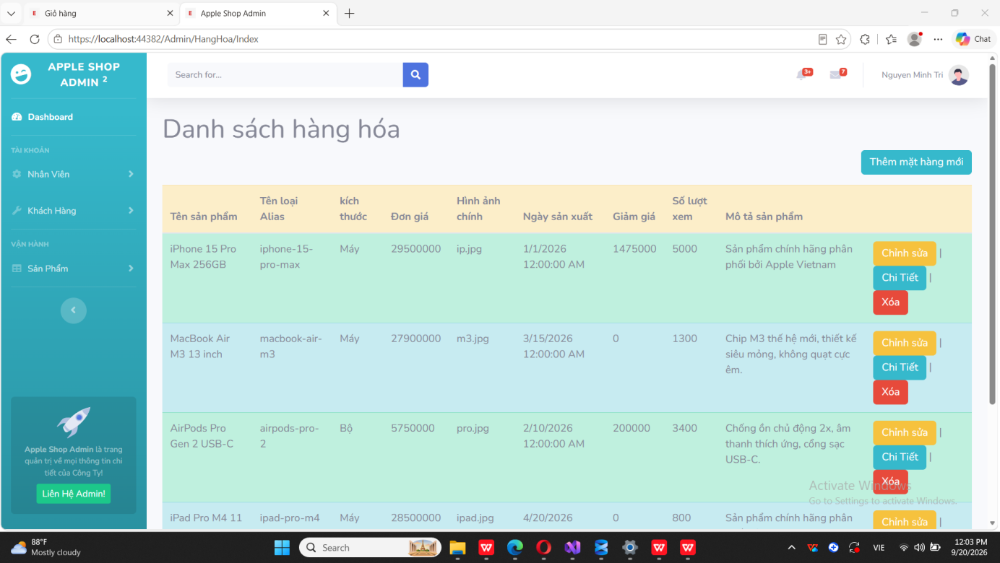 Giỏ hàng
Apple Shop Admin
https://localhost:44382/Admin/HangHoa/Index
Chat
APPLE SHOP
ADMIN 2
Search for...
3+
7
Nguyen Minh Tri
Dashboard
TÀI KHOẢN
Nhân Viên
Khách Hàng
VẬN HÀNH
Sản Phẩm
Apple Shop Admin là trang
quản trị về mọi thông tin chi
tiết của Công Ty!
Liên Hệ Admin!
Danh sách hàng hóa
Thêm mặt hàng mới
Tên sản phẩm
Tên loại
Alias
kích
thước
Đơn giá
Hình ảnh
chính
Ngày sản xuất
Giảm giá
Số lượt
xem
Mô tả sản phẩm
iPhone 15 Pro
Max 256GB
iphone-15-
pro-max
Máy
29500000
ip.jpg
1/1/2026
12:00:00 AM
1475000
5000
Sản phẩm chính hãng phân
phối bởi Apple Vietnam
Chỉnh sửa |
Chi Tiết |
Xóa
MacBook Air
M3 13 inch
macbook-air-
m3
Máy
27900000
m3.jpg
3/15/2026
12:00:00 AM
0
1300
Chip M3 thế hệ mới, thiết kế
siêu mỏng, không quạt cực
êm.
Chỉnh sửa |
Chi Tiết |
Xóa
AirPods Pro
Gen 2 USB-C
airpods-pro-
2
Bộ
5750000
pro.jpg
2/10/2026
12:00:00 AM
200000
3400
Chống ồn chủ động 2x, âm
thanh thích ứng, cổng sạc
USB-C.
Chỉnh sửa |
Chi Tiết |
Xóa
iPad Pro M4 11
ipad-pro-m4
Máy
28500000
ipad.jpg
4/20/2026
0
800
Sản phẩm chính hãng phân
Chỉnh sửa |
Activate Windows
Go to Settings to activate Windows.
88°F
Mostly cloudy
Search
VIE
12:03 PM
9/20/2026